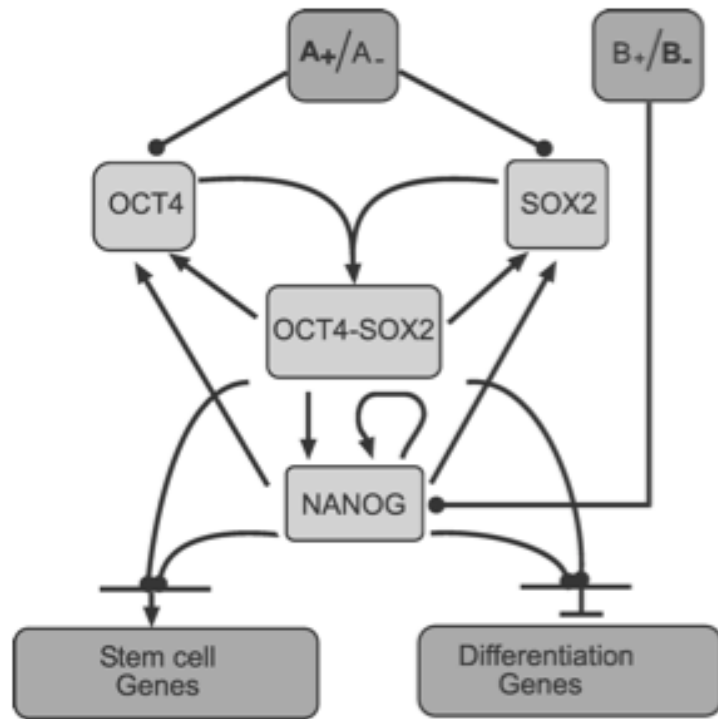 A+/A-
B+/B-
OCT4
SOX2
OCT4-SOX2
NANOG
Stem cell
Genes
Differentiation
Genes